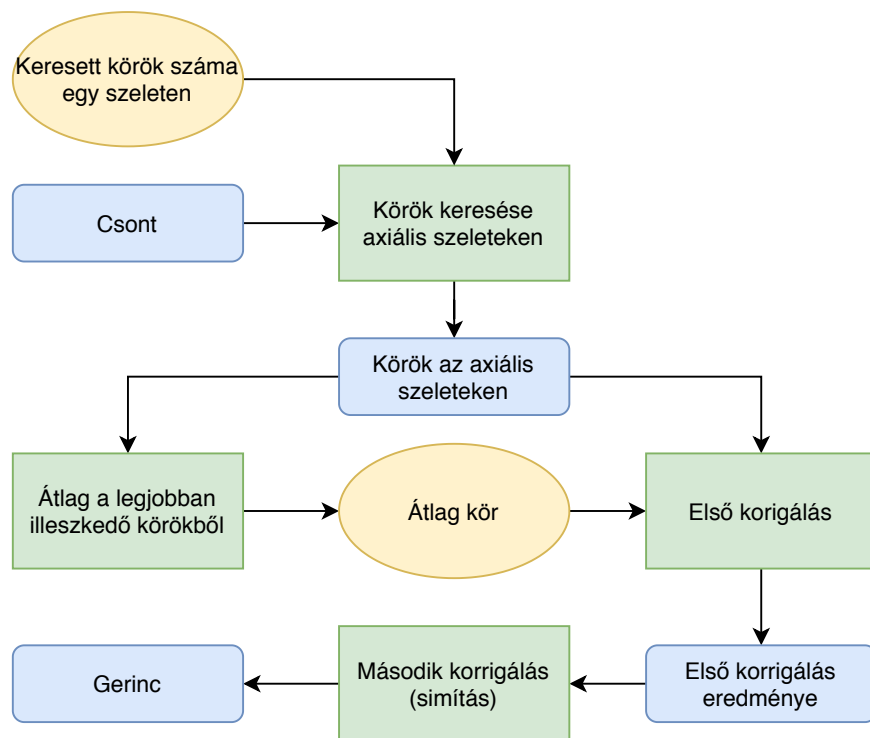 Keresett körök száma
egy szeleten
Csont
Körök keresése
axiális szeleteken
Körök az axiális
szeleteken
Átlag a legjobban
illeszkedő körökből
Átlag kör
Első korigálás
Gerinc
Második korrigálás
(simítás)
Első korrigálás
eredménye